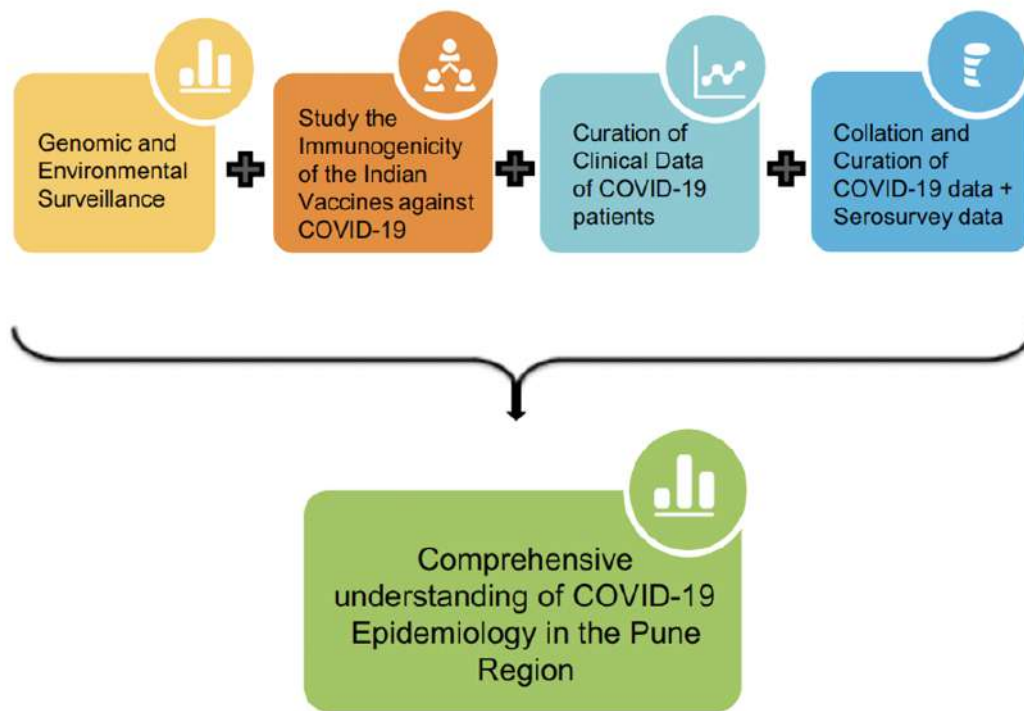 Genomic and
Environmental
Surveillance
Study the
Immunogenicity
of the Indian
Vaccines against
COVID-19
Curation of
Clinical Data
of COVID-19
patients
Collation and
Curation of
COVID-19 data +
Serosurvey data
Comprehensive
understanding of COVID-19
Epidemiology in the Pune
Region